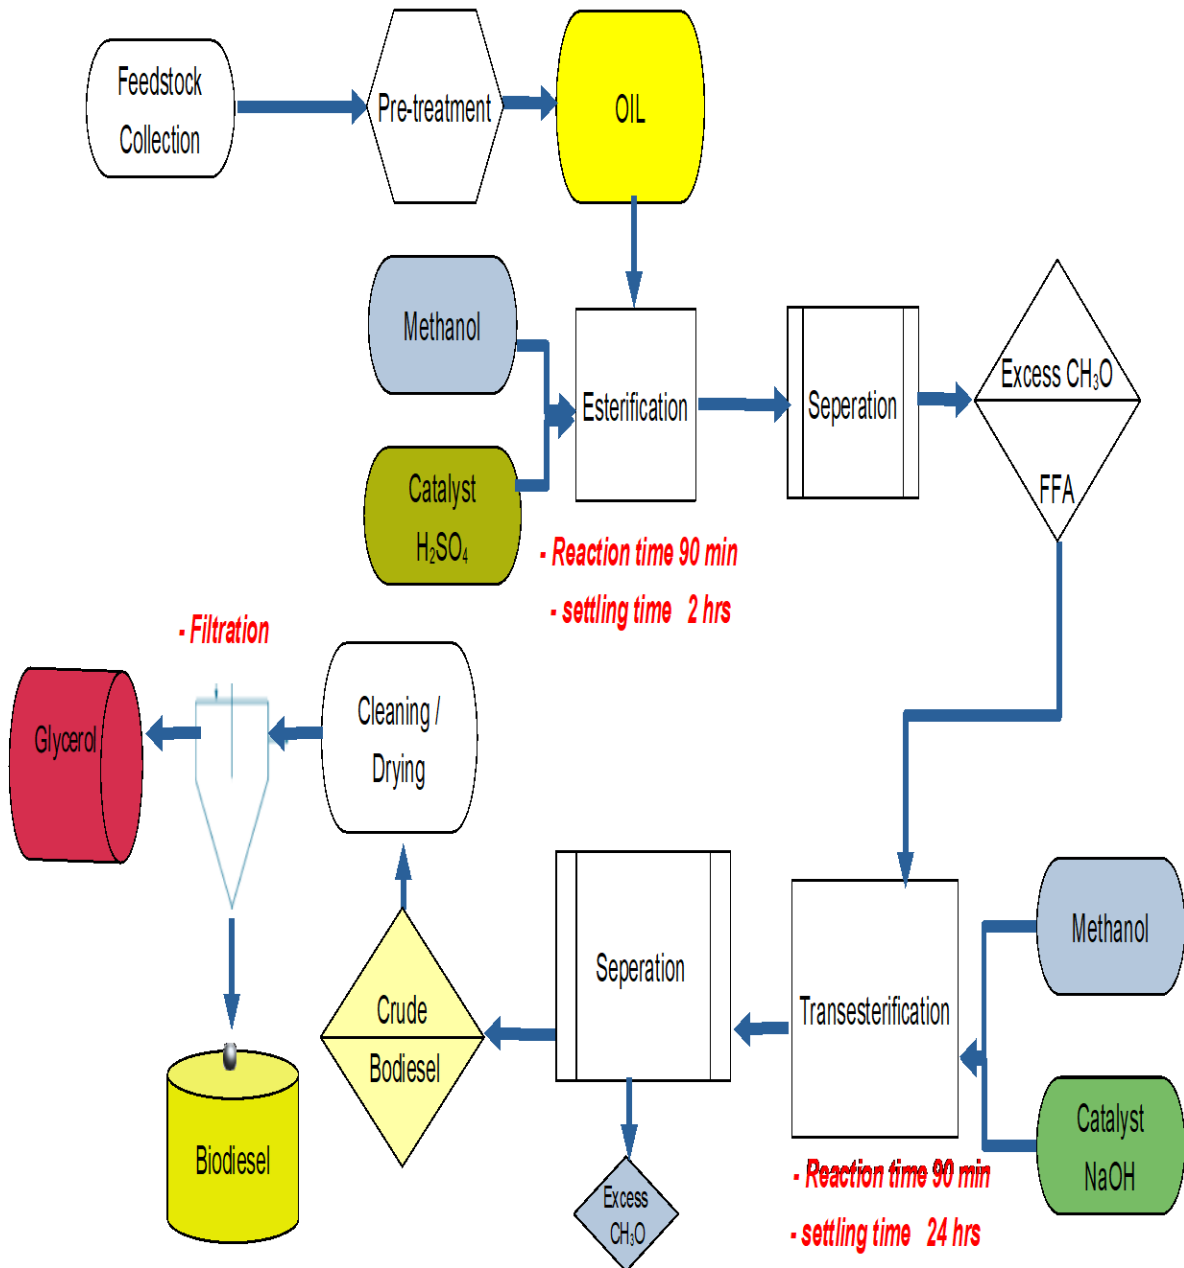 Feedstock
Collection
Pre-treatment
OIL
Methanol
Catalyst
H₂SO₄
Esterification
Seperation
Excess CH₃O
FFA
- Reaction time 90 min
- settling time 2 hrs
- Filtration
Glycerol
Cleaning /
Drying
Crude
Bodiesel
Biodiesel
Seperation
Excess
CH₃O
Transesterification
Methanol
Catalyst
NaOH
- Reaction time 90 min
- settling time 24 hrs